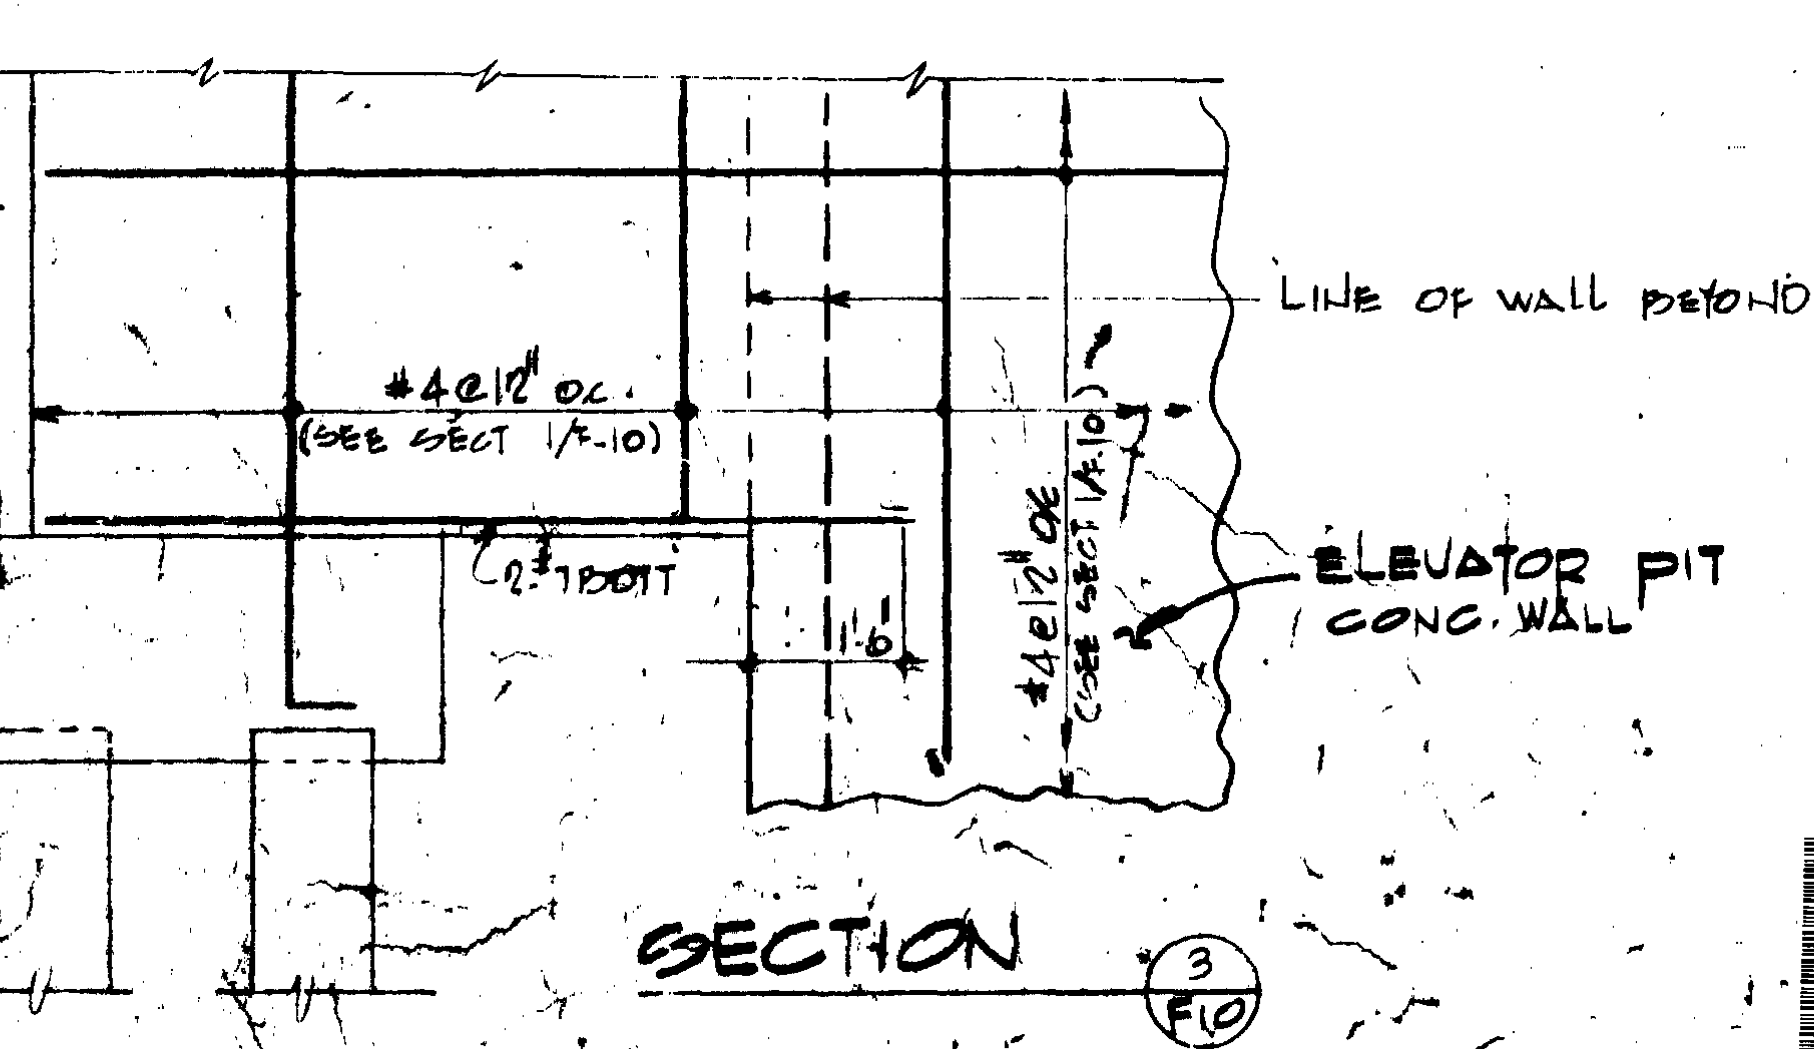 LINE OF WALL BEYOND
#4@12" OC.
(SEE SECT 1/F-10)
2-#7 BOTT
1'-6"
#4@12" OC
(SEE SECT 1/F-10)
ELEVATOR PIT
CONC. WALL
SECTION
3
F10